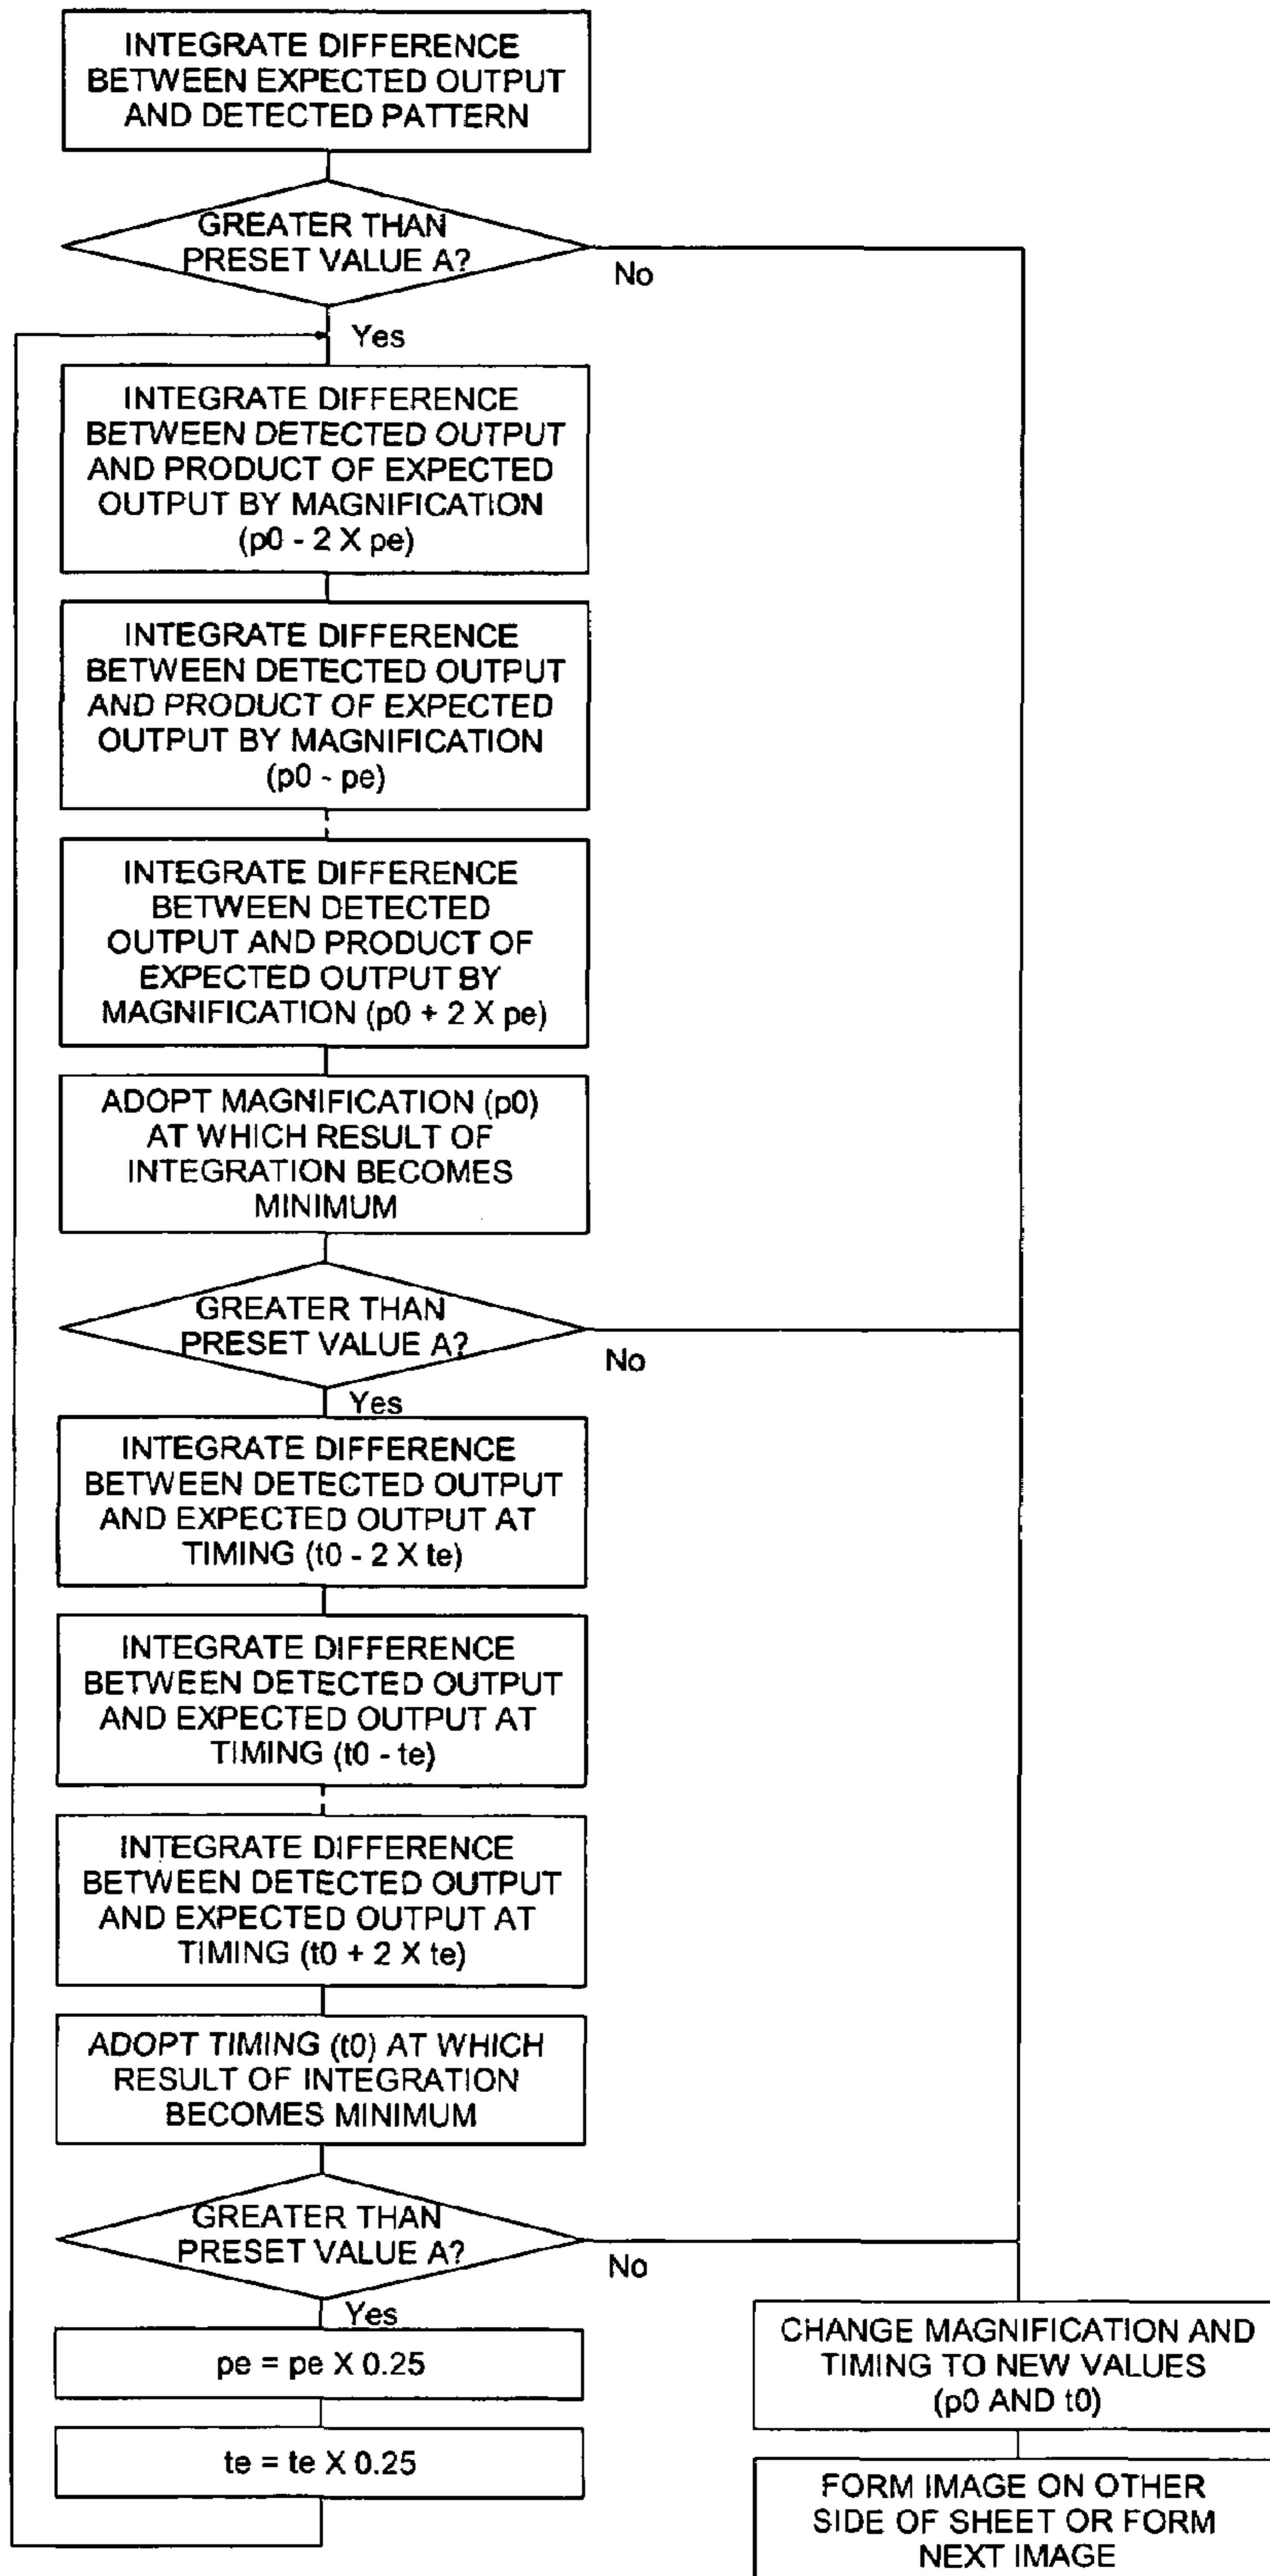 INTEGRATE DIFFERENCE
BETWEEN EXPECTED OUTPUT
AND DETECTED PATTERN
GREATER THAN
PRESET VALUE A?
No
Yes
INTEGRATE DIFFERENCE
BETWEEN DETECTED OUTPUT
AND PRODUCT OF EXPECTED
OUTPUT BY MAGNIFICATION
(p0 - 2 X pe)
INTEGRATE DIFFERENCE
BETWEEN DETECTED OUTPUT
AND PRODUCT OF EXPECTED
OUTPUT BY MAGNIFICATION
(p0 - pe)
INTEGRATE DIFFERENCE
BETWEEN DETECTED
OUTPUT AND PRODUCT OF
EXPECTED OUTPUT BY
MAGNIFICATION (p0 + 2 X pe)
ADOPT MAGNIFICATION (p0)
AT WHICH RESULT OF
INTEGRATION BECOMES
MINIMUM
GREATER THAN
PRESET VALUE A?
No
Yes
INTEGRATE DIFFERENCE
BETWEEN DETECTED OUTPUT
AND EXPECTED OUTPUT AT
TIMING (t0 - 2 X te)
INTEGRATE DIFFERENCE
BETWEEN DETECTED OUTPUT
AND EXPECTED OUTPUT AT
TIMING (t0 - te)
INTEGRATE DIFFERENCE
BETWEEN DETECTED OUTPUT
AND EXPECTED OUTPUT AT
TIMING (t0 + 2 X te)
ADOPT TIMING (t0) AT WHICH
RESULT OF INTEGRATION
BECOMES MINIMUM
GREATER THAN
PRESET VALUE A?
No
Yes
pe = pe X 0.25
te = te X 0.25
CHANGE MAGNIFICATION AND
TIMING TO NEW VALUES
(p0 AND t0)
FORM IMAGE ON OTHER
SIDE OF SHEET OR FORM
NEXT IMAGE